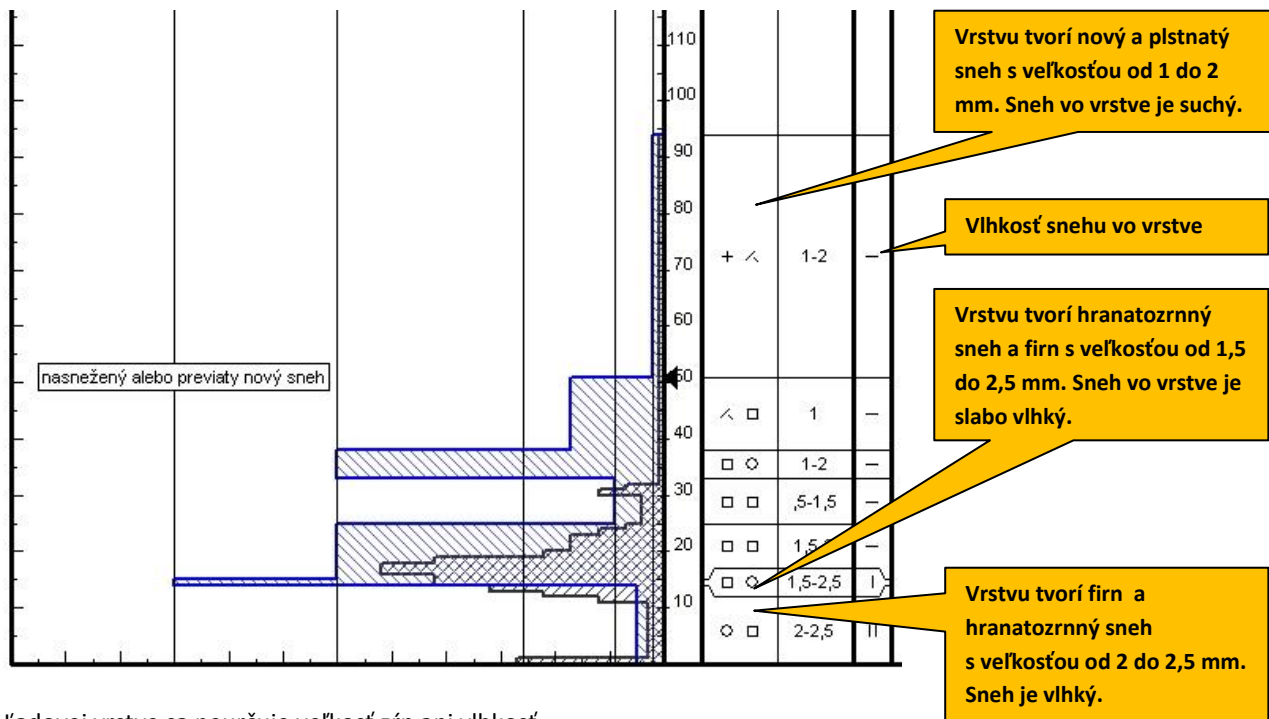 Vrstvu tvorí nový a plstnatý
sneh s veľkosťou od 1 do 2
mm. Sneh vo vrstve je suchý.
Vlhkosť snehu vo vrstve
Vrstvu tvorí hranatozrnný
sneh a firn s veľkosťou od 1,5
do 2,5 mm. Sneh vo vrstve je
slabo vlhký.
Vrstvu tvorí firn a
hranatozrnný sneh
s veľkosťou od 2 do 2,5 mm.
Sneh je vlhký.
nasnežený alebo previaty nový sneh
110
100
90
80
70
60
50
40
30
20
10
+ 1-2 –
1 –
1-2 –
,5-1,5 –
–
1,5-2,5 I
2-2,5 II